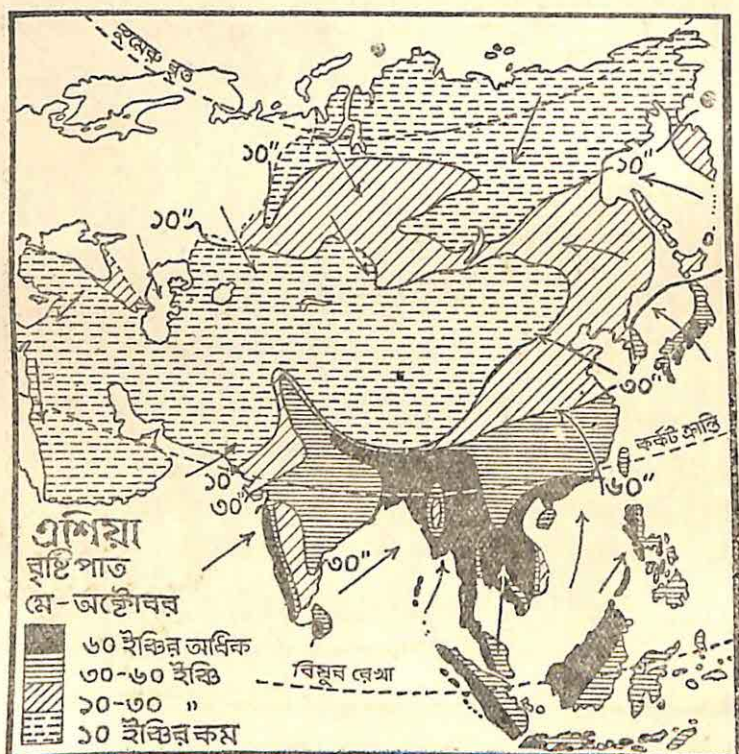 সুমেরু বৃত্ত
১০"
১০"
১০"
৩০"
কর্কট ক্রান্তি
৬০"
১০"
৩০"
৩০"
এশিয়া
বৃষ্টিপাত
মে-অক্টোবর
৬০ ইঞ্চির অধিক
৩০-৬০ ইঞ্চি
১০-৩০ "
১০ ইঞ্চির কম
বিষুব রেখা